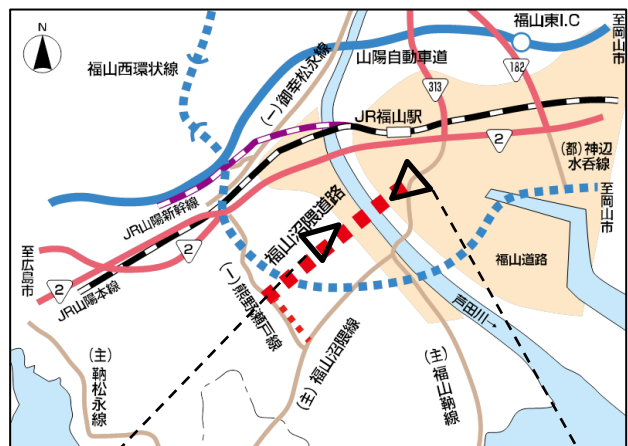 N
福山東I.C
至岡山市
山陽自動車道
福山西環状線
(一)御幸松永線
182
313
JR福山駅
2
(都)神辺
水呑線
JR山陽新幹線
福山沼隈道路
至岡山市
至広島市
2
2
JR山陽本線
福山道路
(一)熊野瀬戸線
芦田川→
(主)鞆松永線
(主)福山沼隈線
(主)福山鞆線